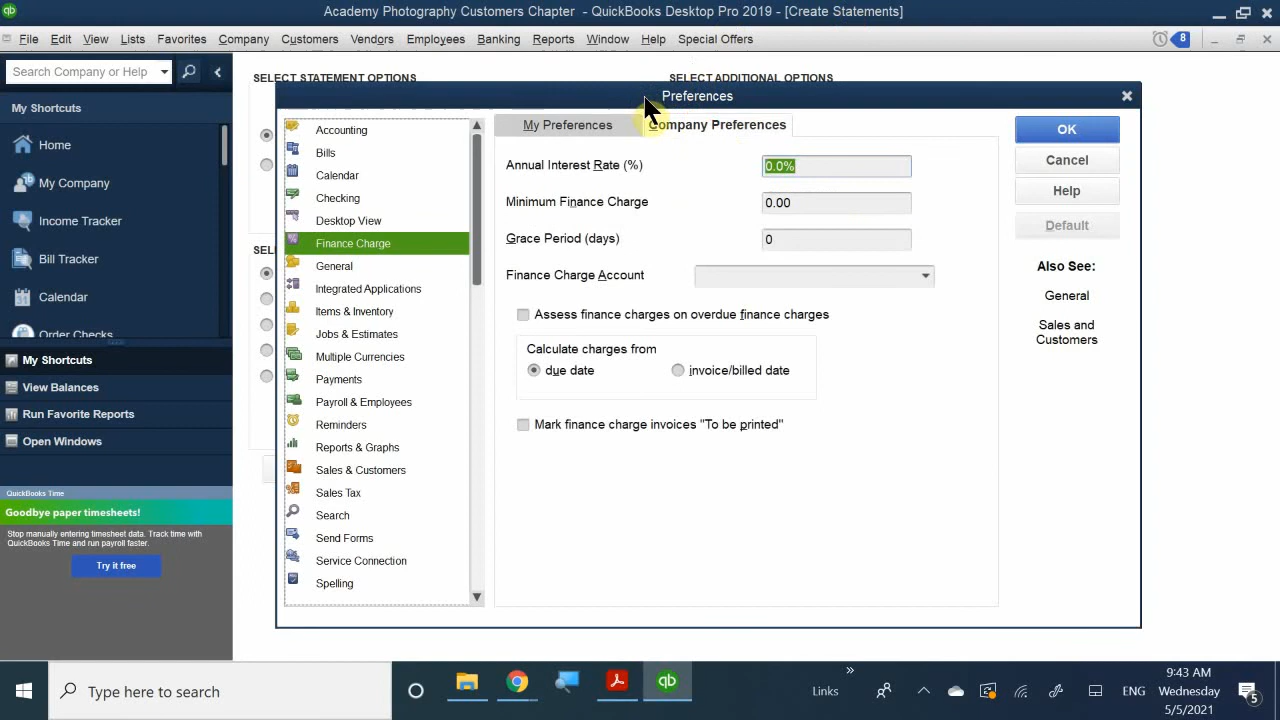 Academy Photography Customers Chapter - QuickBooks Desktop Pro 2019 - [Create Statements]
File Edit View Lists Favorites Company Customers Vendors Employees Banking Reports Window Help Special Offers 8
Search Company or Help
SELECT STATEMENT OPTIONS
SELECT ADDITIONAL OPTIONS
My Shortcuts
Home
My Company
Income Tracker
Bill Tracker
Calendar
Order Checks
My Shortcuts
View Balances
Run Favorite Reports
Open Windows
QuickBooks Time
Goodbye paper timesheets!
Stop manually entering timesheet data. Track time with
QuickBooks Time and run payroll faster.
Try it free
SEL
Preferences
Accounting
Bills
Calendar
Checking
Desktop View
Finance Charge
General
Integrated Applications
Items & Inventory
Jobs & Estimates
Multiple Currencies
Payments
Payroll & Employees
Reminders
Reports & Graphs
Sales & Customers
Sales Tax
Search
Send Forms
Service Connection
Spelling
My Preferences
Company Preferences
Annual Interest Rate (%) 0.0%
Minimum Finance Charge 0.00
Grace Period (days) 0
Finance Charge Account
Assess finance charges on overdue finance charges
Calculate charges from
due date invoice/billed date
Mark finance charge invoices "To be printed"
OK
Cancel
Help
Default
Also See:
General
Sales and
Customers
Type here to search
qb
Links
ENG
9:43 AM
Wednesday
5/5/2021
5